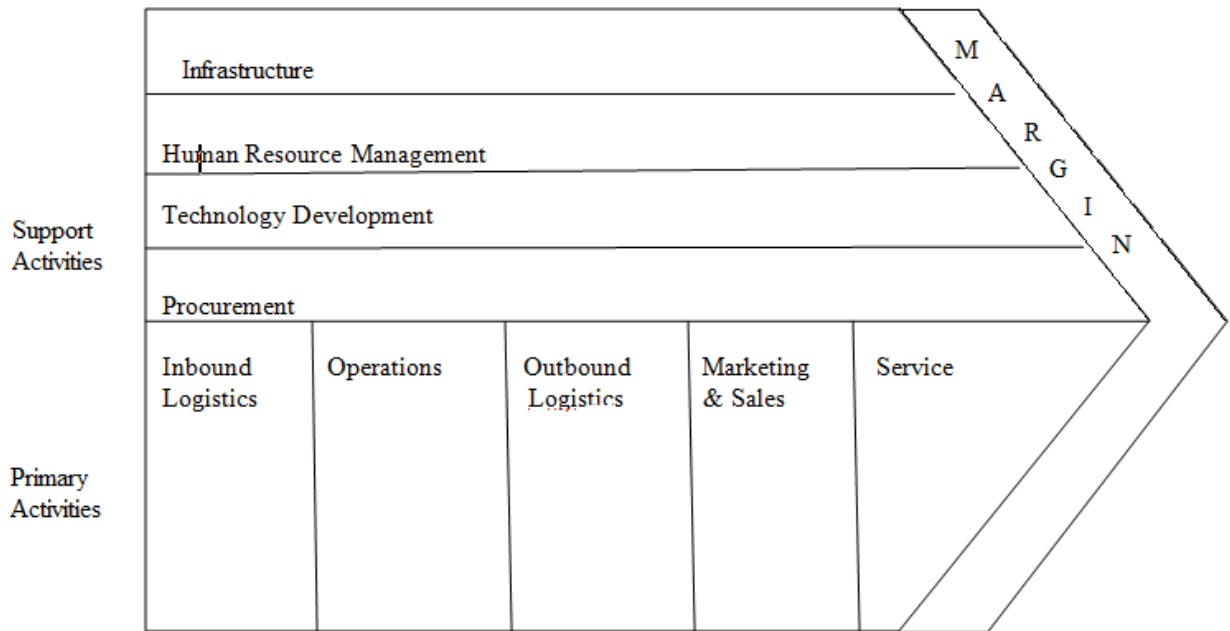 Infrastructure
Human Resource Management
Technology Development
Procurement
Support
Activities
Inbound
Logistics
Operations
Outbound
Logistics
Marketing
& Sales
Service
Primary
Activities
M
A
R
G
I
N